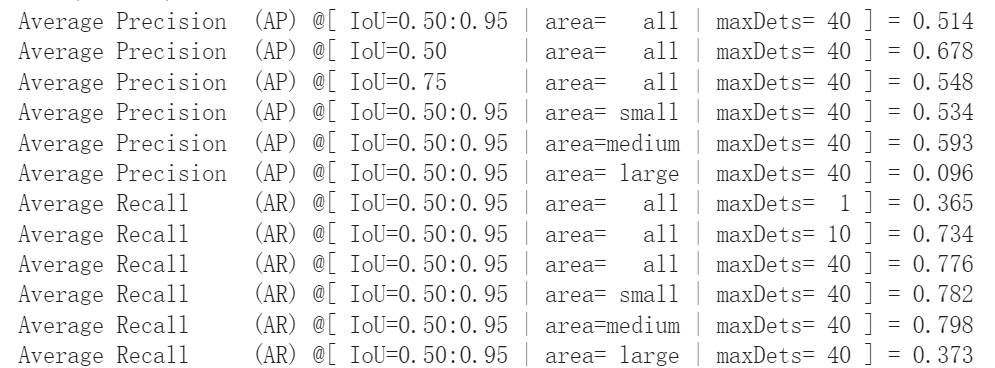 Average Precision  (AP) @[ IoU=0.50:0.95 | area=   all | maxDets= 40 ] = 0.514
Average Precision  (AP) @[ IoU=0.50      | area=   all | maxDets= 40 ] = 0.678
Average Precision  (AP) @[ IoU=0.75      | area=   all | maxDets= 40 ] = 0.548
Average Precision  (AP) @[ IoU=0.50:0.95 | area= small | maxDets= 40 ] = 0.534
Average Precision  (AP) @[ IoU=0.50:0.95 | area=medium | maxDets= 40 ] = 0.593
Average Precision  (AP) @[ IoU=0.50:0.95 | area= large | maxDets= 40 ] = 0.096
Average Recall     (AR) @[ IoU=0.50:0.95 | area=   all | maxDets=  1 ] = 0.365
Average Recall     (AR) @[ IoU=0.50:0.95 | area=   all | maxDets= 10 ] = 0.734
Average Recall     (AR) @[ IoU=0.50:0.95 | area=   all | maxDets= 40 ] = 0.776
Average Recall     (AR) @[ IoU=0.50:0.95 | area= small | maxDets= 40 ] = 0.782
Average Recall     (AR) @[ IoU=0.50:0.95 | area=medium | maxDets= 40 ] = 0.798
Average Recall     (AR) @[ IoU=0.50:0.95 | area= large | maxDets= 40 ] = 0.373